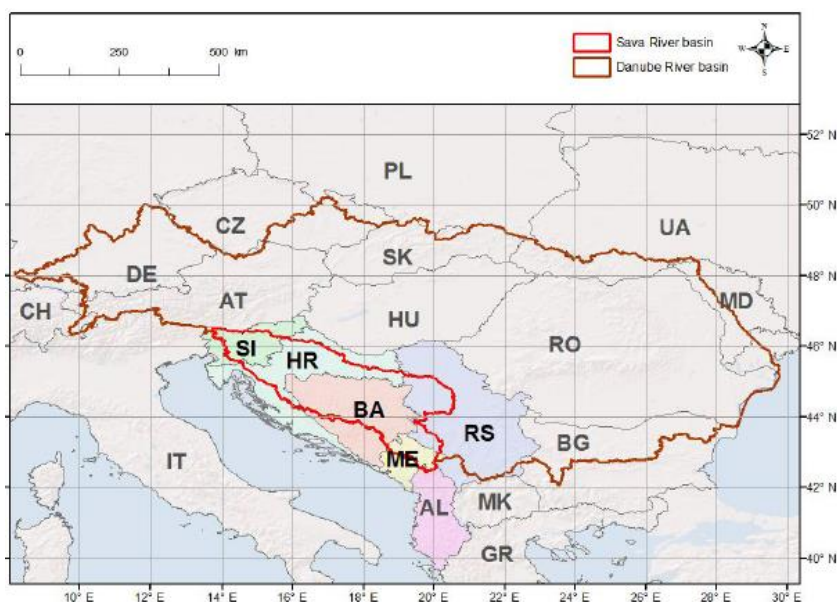 0 250 500 km
Sava River basin
Danube River basin
N
W E
S
52° N
PL
50° N
CZ
UA
SK
DE
48° N
MD
CH
AT
HU
RO
SI
HR
46° N
BA
44° N
RS
BG
IT
ME
42° N
AL
MK
GR
40° N
10° E 12° E 14° E 16° E 18° E 20° E 22° E 24° E 26° E 28° E 30° E